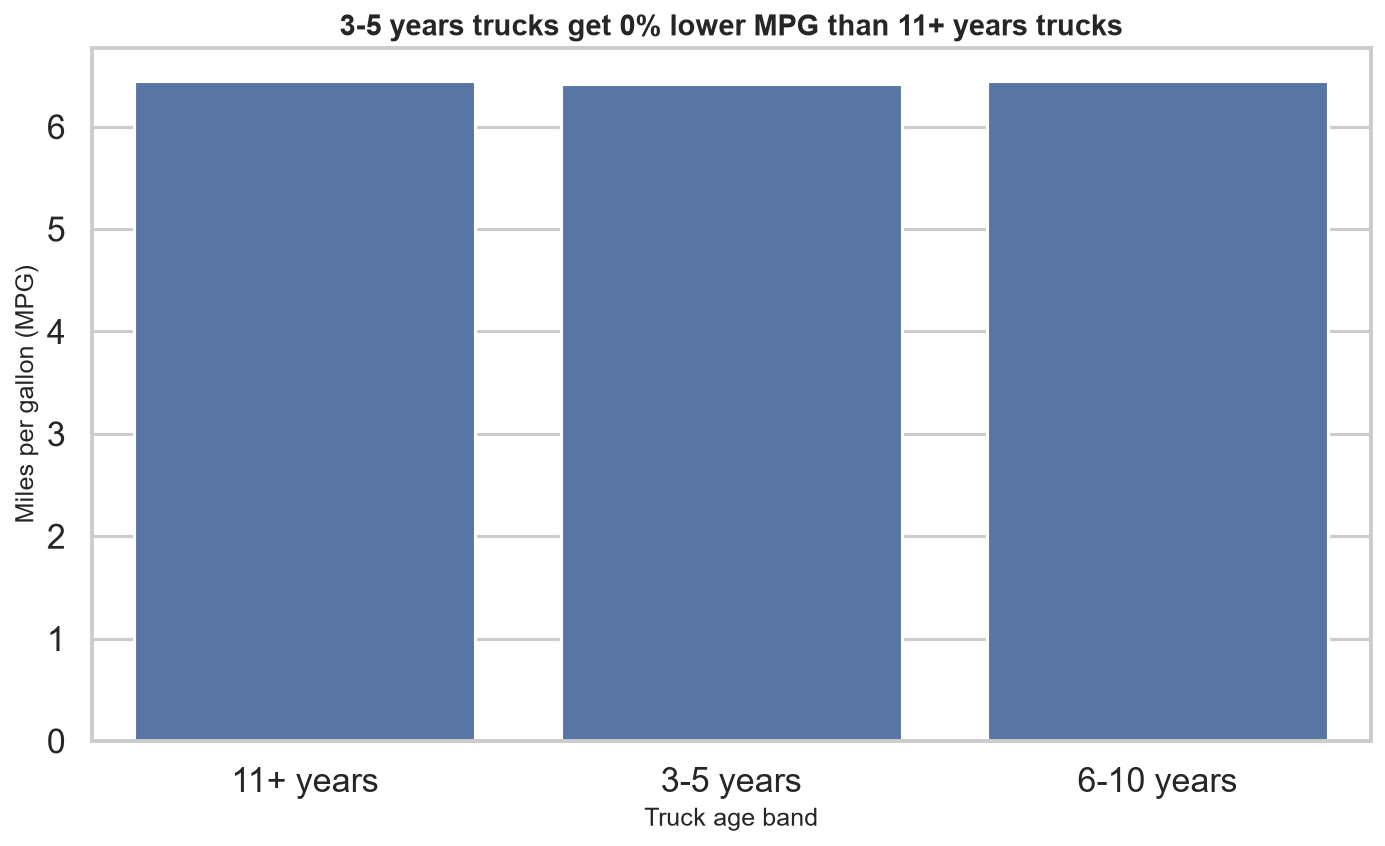 3-5 years trucks get 0% lower MPG than 11+ years trucks
Miles per gallon (MPG)
6
5
4
3
2
1
0
11+ years
3-5 years
6-10 years
Truck age band